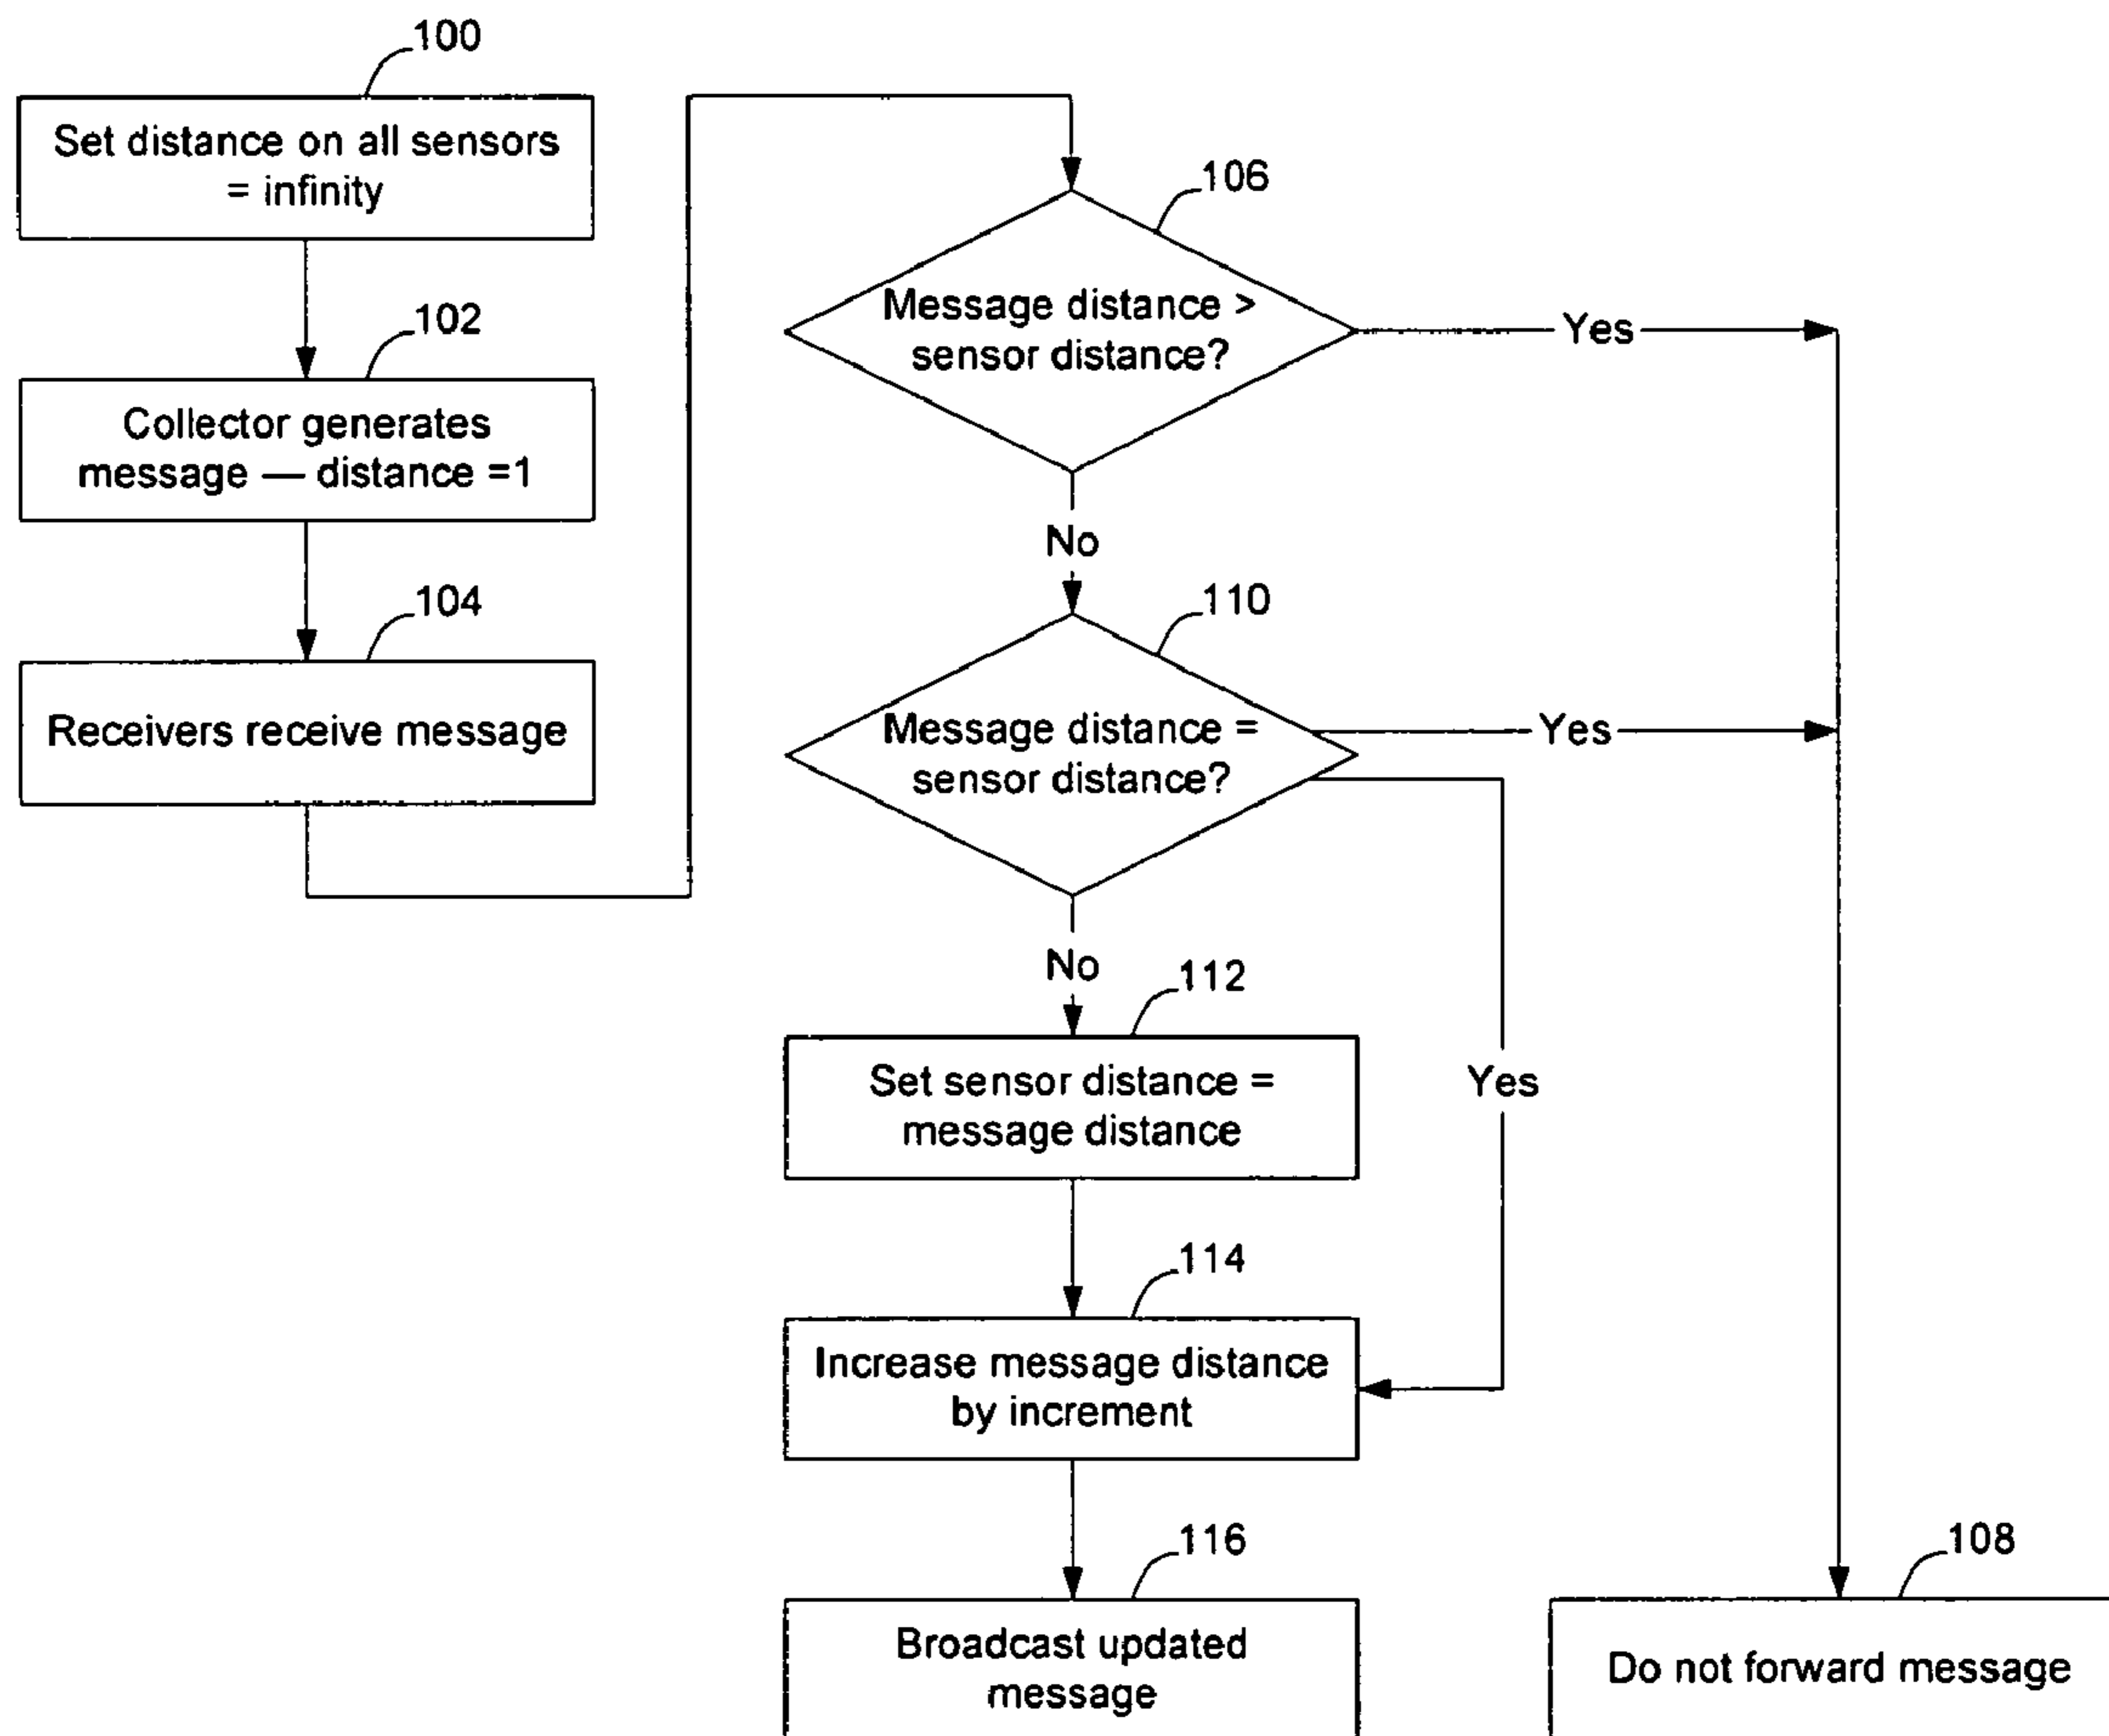 100
Set distance on all sensors
= infinity
102
Collector generates
message — distance =1
104
Receivers receive message
106
Message distance >
sensor distance?
Yes
No
110
Message distance =
sensor distance?
Yes
No
Yes
112
Set sensor distance =
message distance
114
Increase message distance
by increment
116
Broadcast updated
message
108
Do not forward message